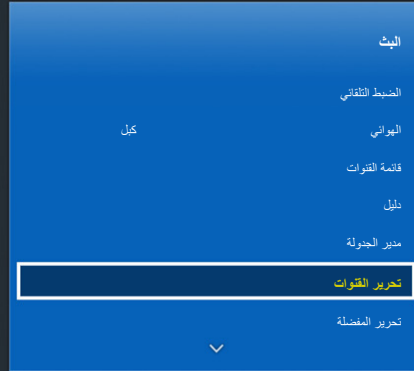 البث
الضبط التلقائي
الهوائي كبل
قائمة القنوات
دليل
مدير الجدولة
تحرير القنوات
تحرير المفضلة